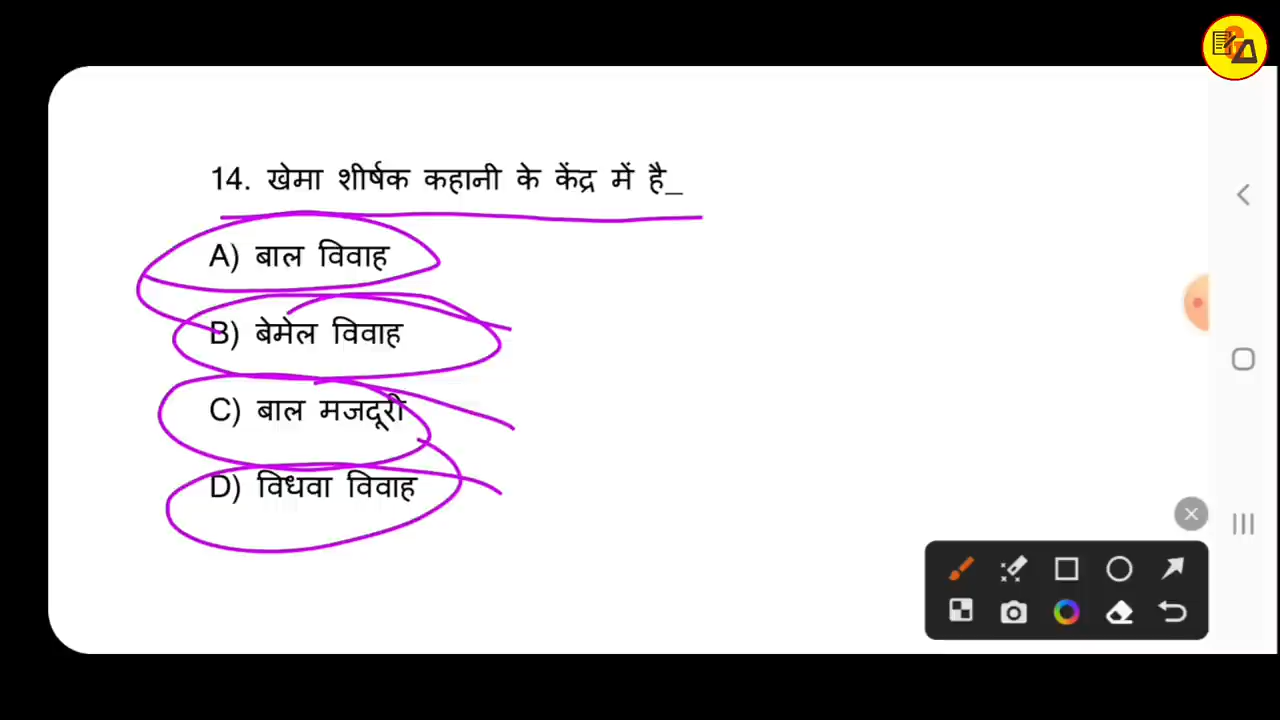 14. खेमा शीर्षक कहानी के केंद्र में है_
A) बाल विवाह
B) बेमेल विवाह
C) बाल मजदूरी
D) विधवा विवाह